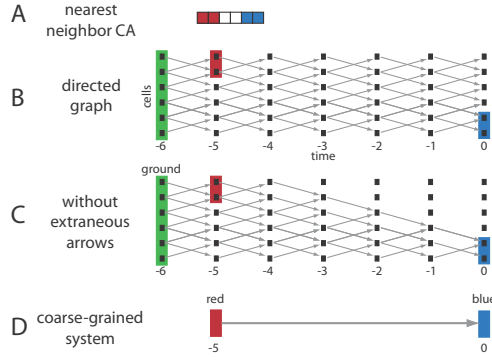 A
nearest
neighbor CA
B
directed
graph
cells
-6 -5 -4 -3 -2 -1 0
time
C
without
extraneous
arrows
ground
-6 -5 -4 -3 -2 -1 0
D
coarse-grained
system
red
blue
-5 0